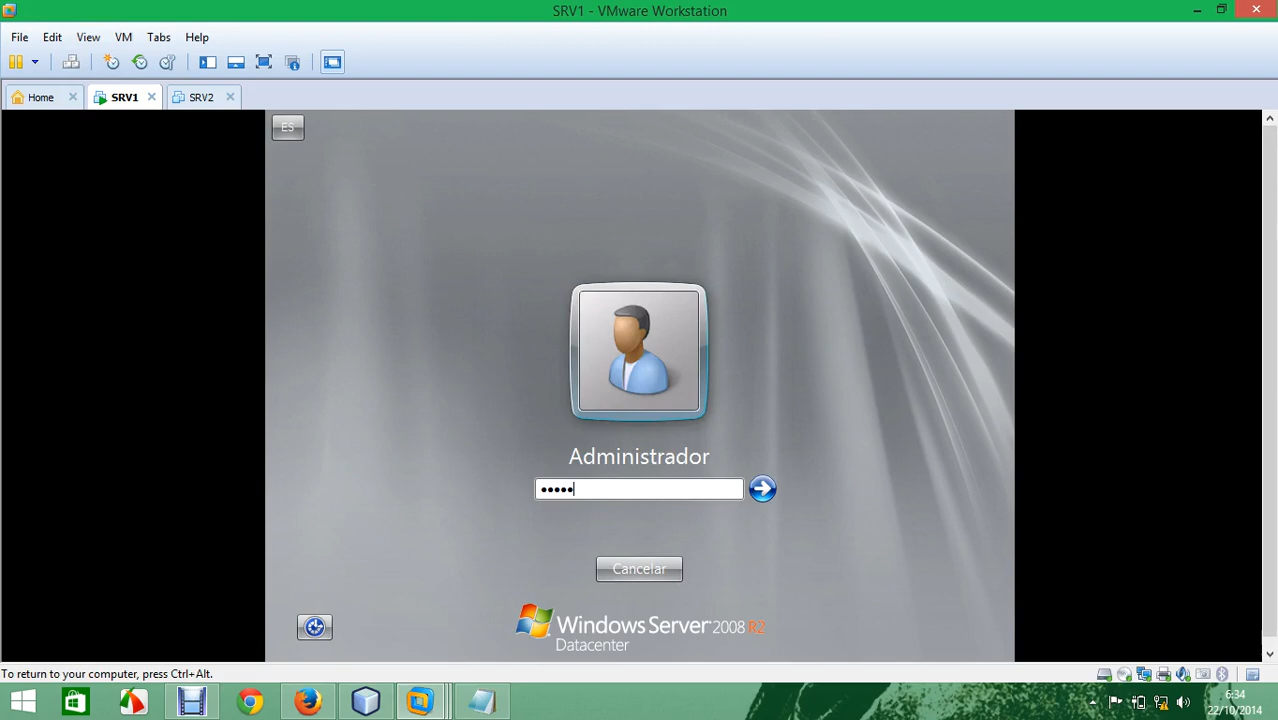 SRV1 - VMware Workstation
File Edit View VM Tabs Help
Home SRV1 SRV2
ES
Administrador
•••••
Cancelar
Windows Server 2008 R2
Datacenter
To return to your computer, press Ctrl+Alt.
6:34
22/10/2014